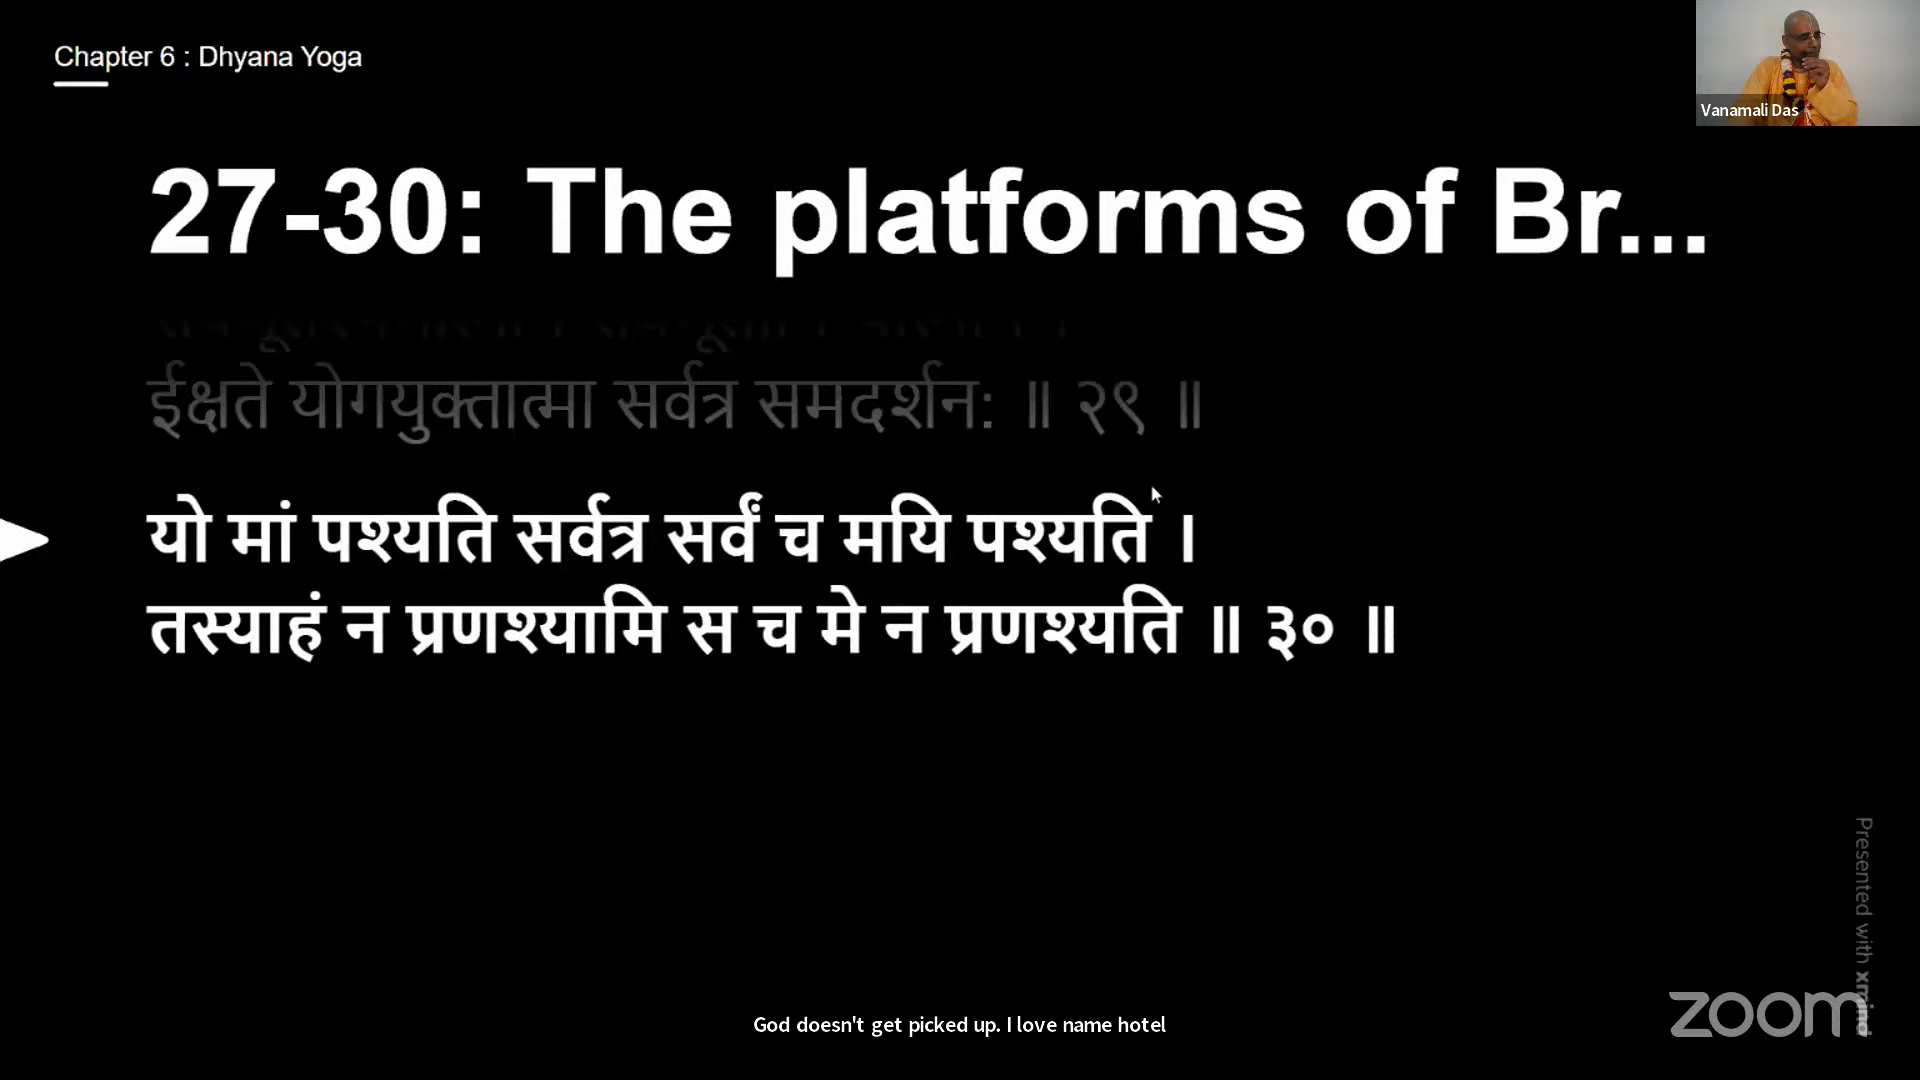 Chapter 6 : Dhyana Yoga
Vanamali Das
27-30: The platforms of Br...
ईक्षते योगयुक्तात्मा सर्वत्र समदर्शन: ॥ २९ ॥
यो मां पश्यति सर्वत्र सर्वं च मयि पश्यति ।
तस्याहं न प्रणश्यामि स च मे न प्रणश्यति ॥ ३० ॥
Presented with xmind
zoom
God doesn't get picked up. I love name hotel